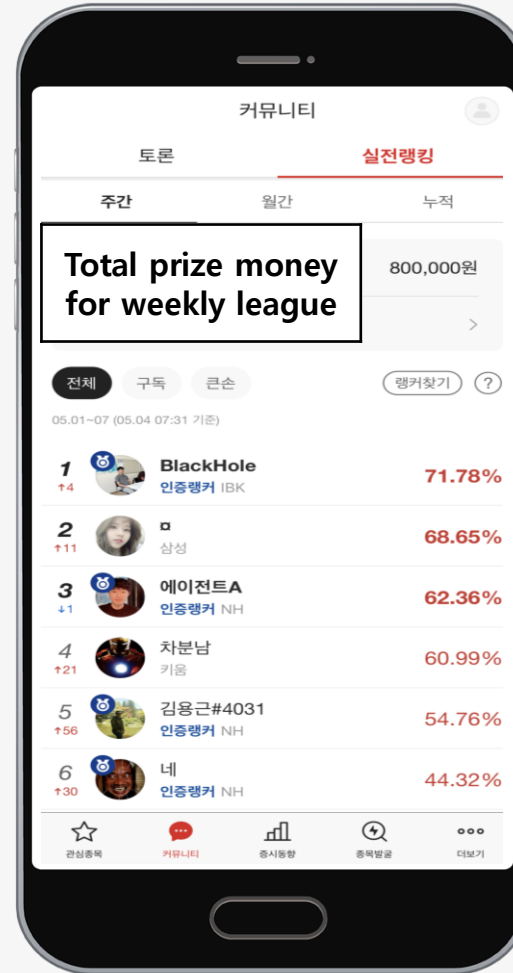 커뮤니티
토론 실전랭킹
주간 월간 누적
Total prize money
for weekly league
800,000원
>
전체 구독 큰손 랭커찾기 ?
05.01~07 (05.04 07:31 기준)
1 BlackHole 71.78%
↑4 인증랭커 IBK
2 ㅁ 68.65%
↑11 삼성
3 에이전트A 62.36%
↓1 인증랭커 NH
4 차분남 60.99%
↑21 키움
5 김용근#4031 54.76%
↑56 인증랭커 NH
6 네 44.32%
↑30 인증랭커 NH
관심종목 커뮤니티 증시동향 종목발굴 더보기